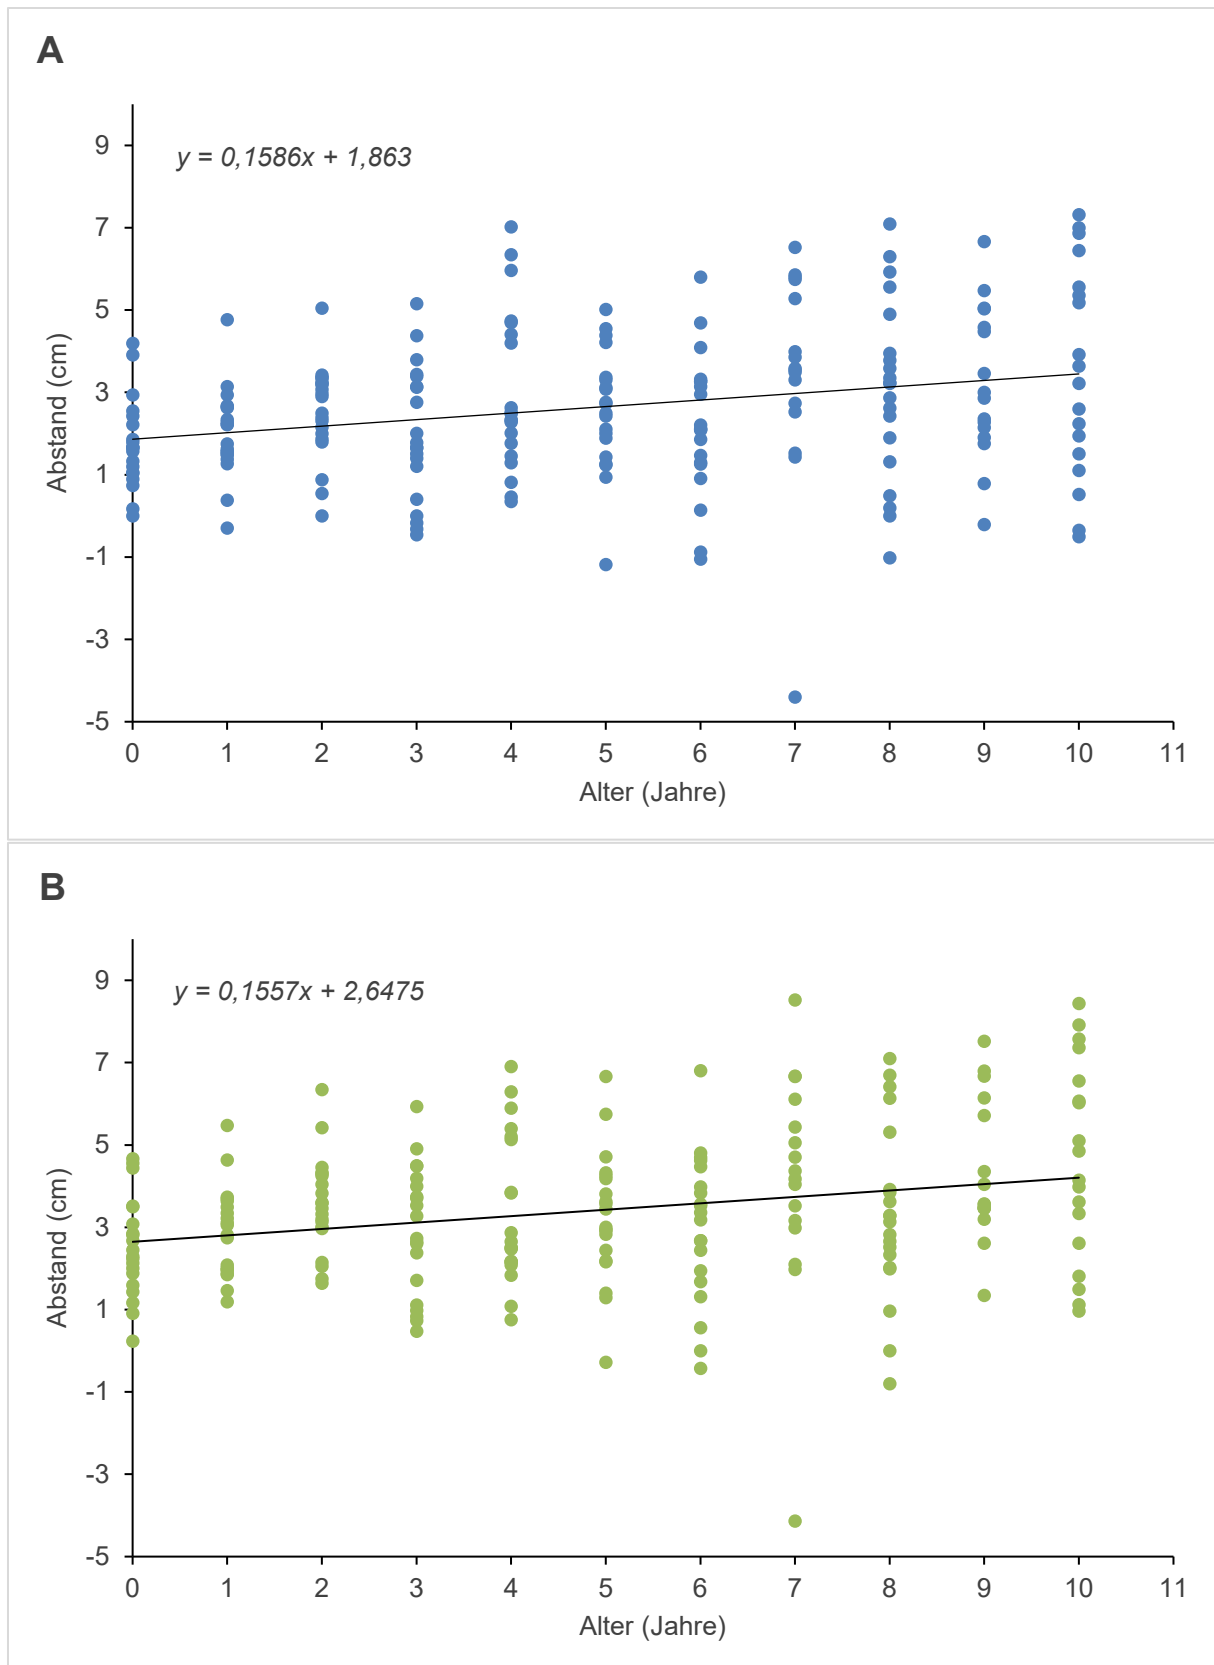 A
y = 0,1586x + 1,863
9
7
5
3
1
-1
-3
-5
Abstand (cm)
0 1 2 3 4 5 6 7 8 9 10 11
Alter (Jahre)
B
y = 0,1557x + 2,6475
9
7
5
3
1
-1
-3
-5
Abstand (cm)
0 1 2 3 4 5 6 7 8 9 10 11
Alter (Jahre)